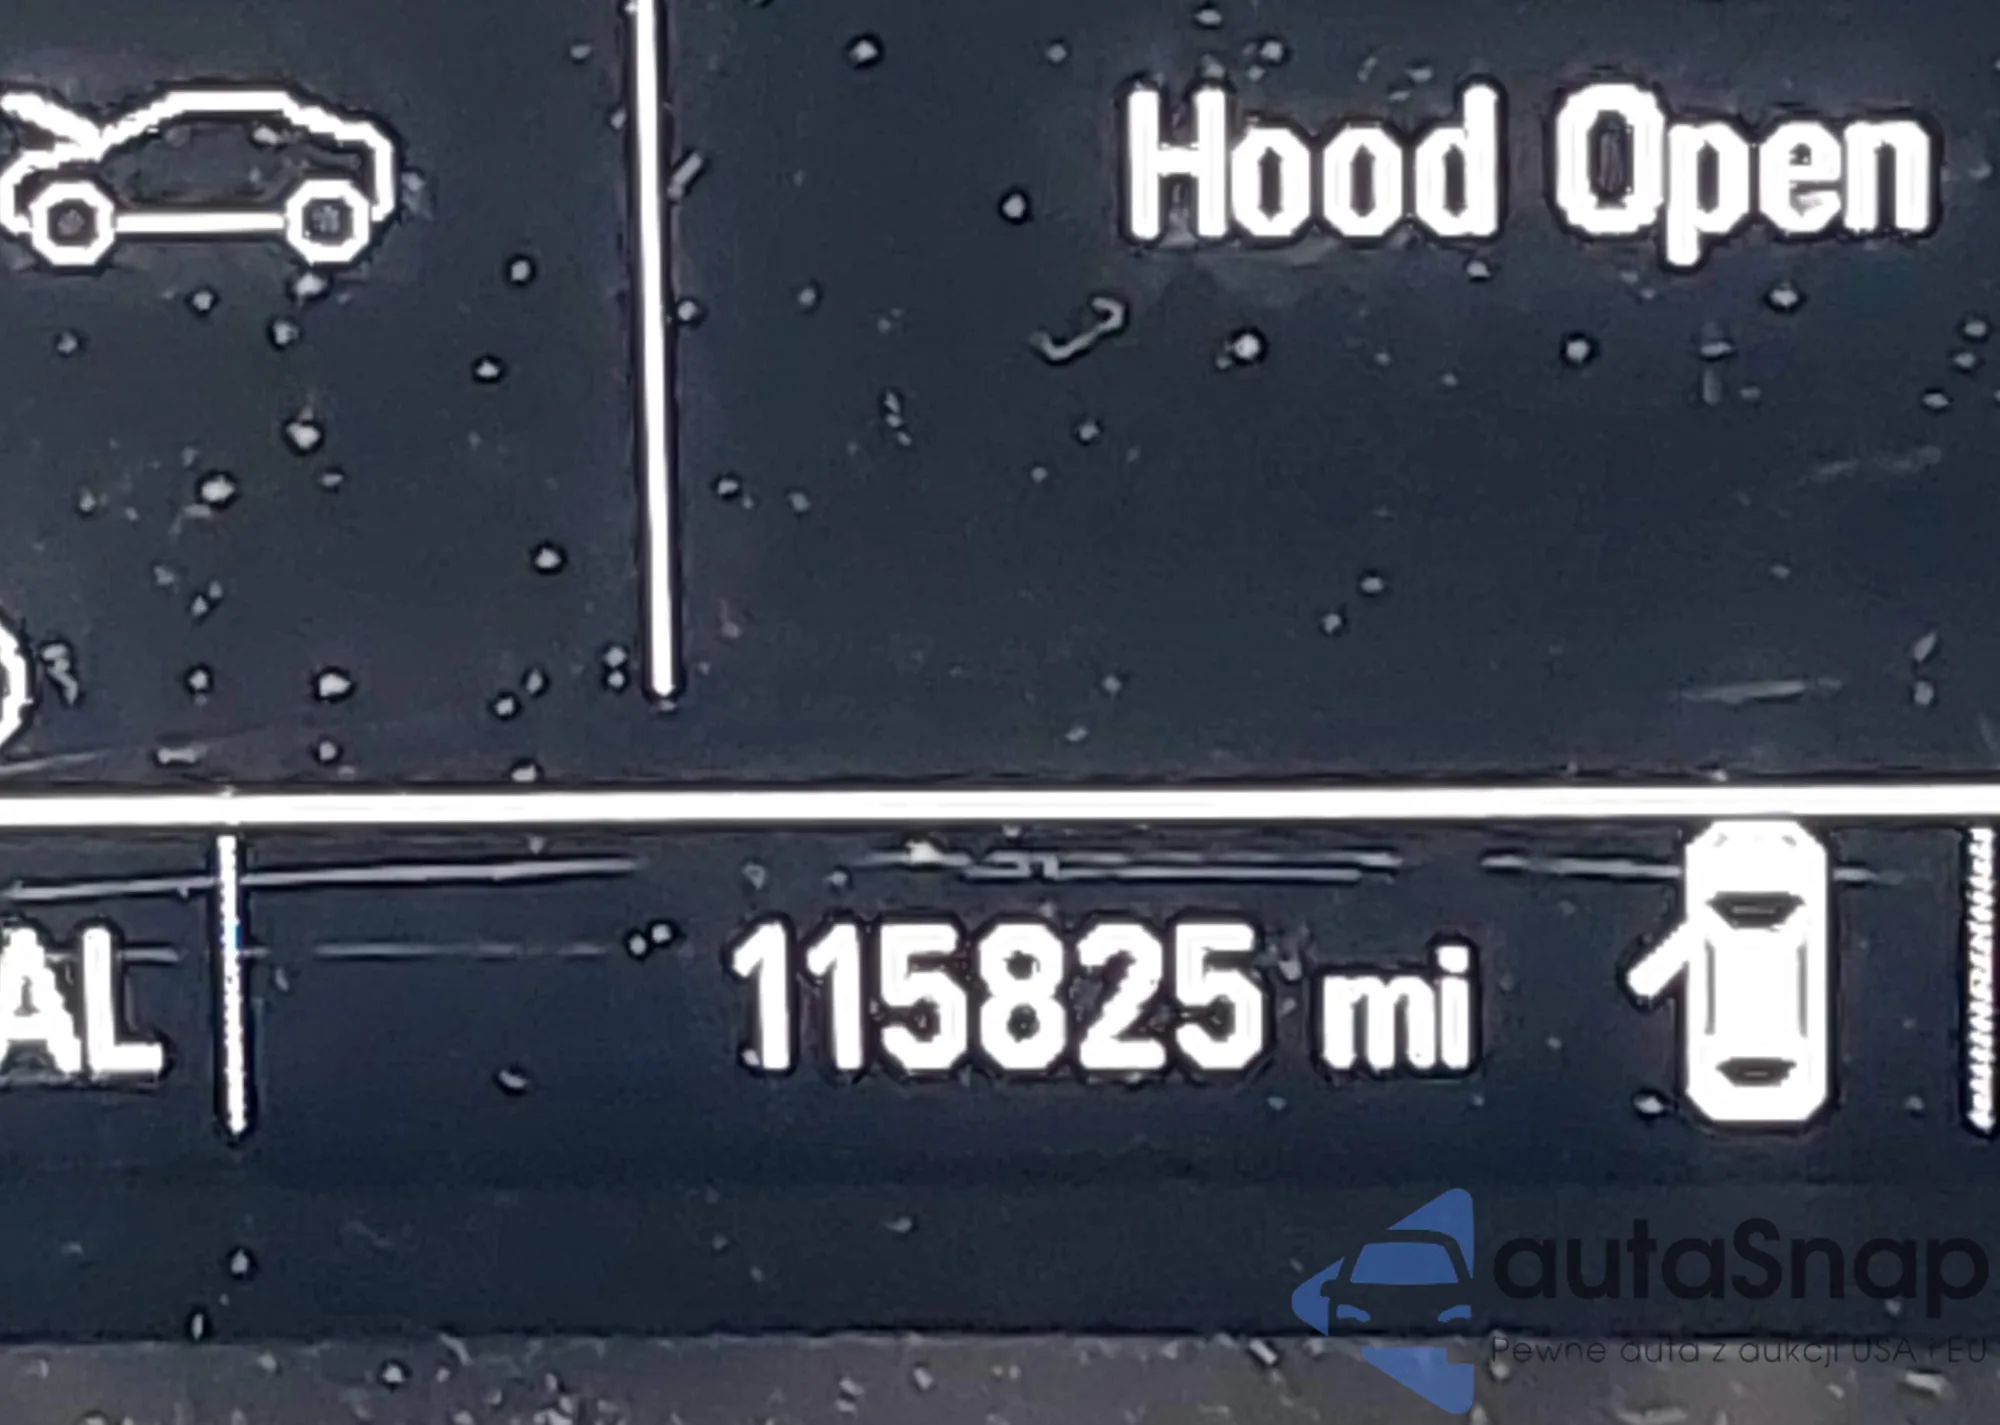 Hood Open
AL 115825 mi
autaSnap
Pewne auta z aukcji USA i EU